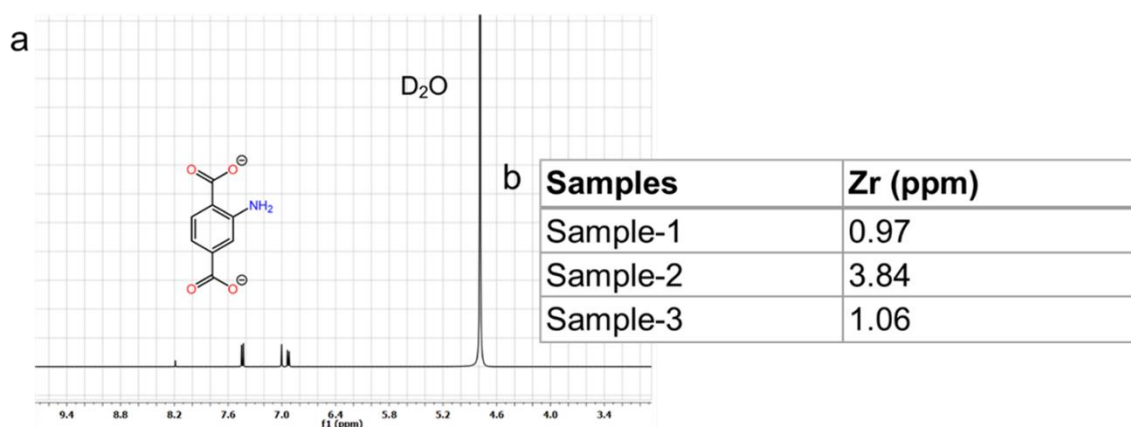 a
D₂O
O
O⊖
NH₂
O
O⊖
9.4 8.8 8.2 7.6 7.0 6.4 5.8 5.2 4.6 4.0 3.4
f1 (ppm)
b
Samples Zr (ppm)
Sample-1 0.97
Sample-2 3.84
Sample-3 1.06